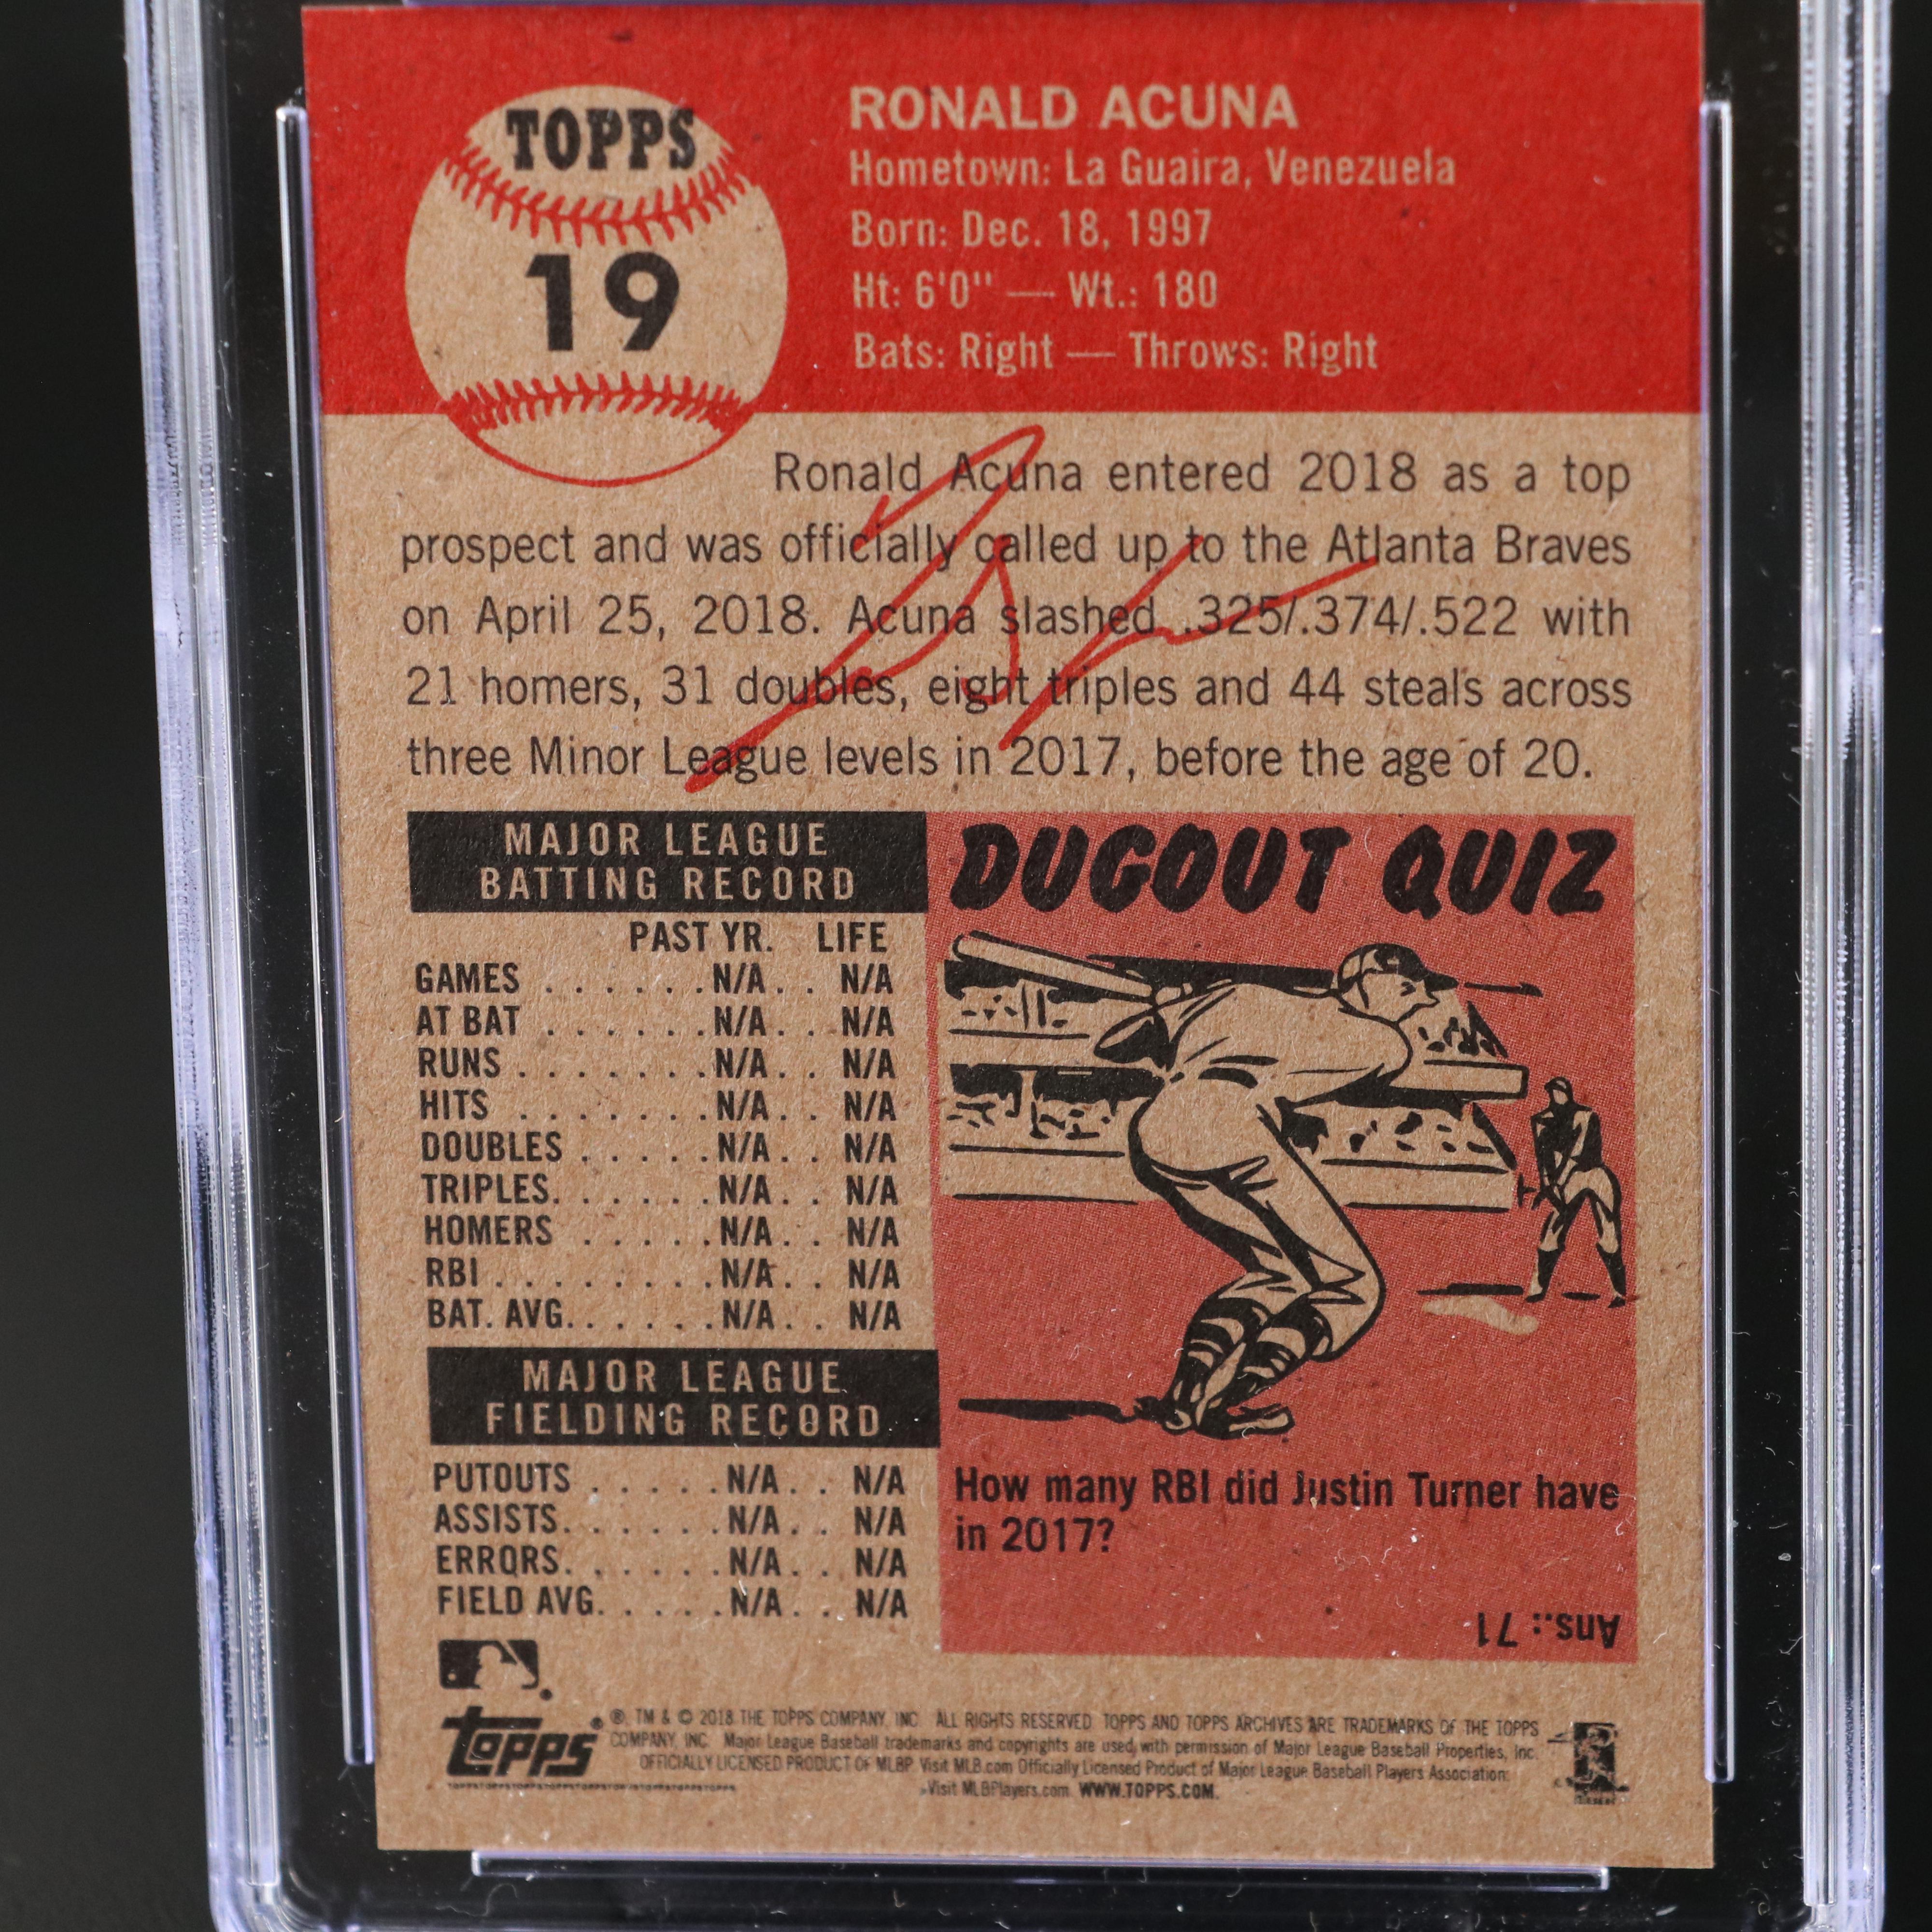 TOPPS
19
RONALD ACUNA
Hometown: La Guaira, Venezuela
Born: Dec. 18, 1997
Ht: 6'0" — Wt.: 180
Bats: Right — Throws: Right
Ronald Acuna entered 2018 as a top
prospect and was officially called up to the Atlanta Braves
on April 25, 2018. Acuna slashed .325/.374/.522 with
21 homers, 31 doubles, eight triples and 44 steals across
three Minor League levels in 2017, before the age of 20.
MAJOR LEAGUE
BATTING RECORD
PAST YR. LIFE
GAMES . . . . . . N/A . . N/A
AT BAT . . . . . . N/A . . N/A
RUNS . . . . . . . N/A . . N/A
HITS . . . . . . . N/A . . N/A
DOUBLES . . . . . N/A . . N/A
TRIPLES. . . . . . N/A . . N/A
HOMERS . . . . . N/A . . N/A
RBI . . . . . . . . N/A . . N/A
BAT. AVG. . . . . . N/A . . N/A
MAJOR LEAGUE
FIELDING RECORD
PUTOUTS . . . . . N/A . . N/A
ASSISTS. . . . . . N/A . . N/A
ERRORS. . . . . . N/A . . N/A
FIELD AVG. . . . . N/A . . N/A
DUGOUT QUIZ
How many RBI did Justin Turner have
in 2017?
Ans.: 71
topps
®, TM & © 2018 THE TOPPS COMPANY, INC. ALL RIGHTS RESERVED. TOPPS AND TOPPS ARCHIVES ARE TRADEMARKS OF THE TOPPS
COMPANY, INC. Major League Baseball trademarks and copyrights are used with permission of Major League Baseball Properties, Inc.
OFFICIALLY LICENSED PRODUCT OF MLBP. Visit MLB.com Officially Licensed Product of Major League Baseball Players Association.
Visit MLBPlayers.com. WWW.TOPPS.COM.